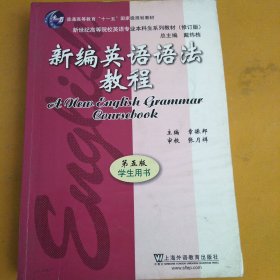 普通高等教育“十一五”国家级规划教材
新世纪高等院校英语专业本科生系列教材(修订版)
总主编 戴炜栋
新编英语语法
教程
A New English Grammar
Coursebook
主编 章振邦
审校 张月祥
第五版
学生用书
English
上海外语教育出版社
www.sflep.com